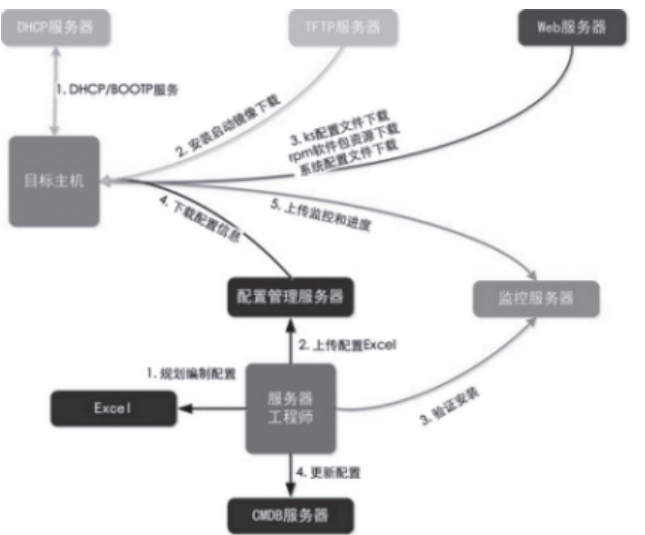 DHCP服务器
TFTP服务器
Web服务器
1. DHCP/BOOTP服务
2. 安装启动镜像下载
3. ks配置文件下载
rpm软件包资源下载
系统配置文件下载
目标主机
4. 下载配置信息
5. 上传监控和进度
配置管理服务器
监控服务器
2. 上传配置Excel
1. 规划编制配置
Excel
服务器
工程师
3. 验证安装
4. 更新配置
CMDB服务器